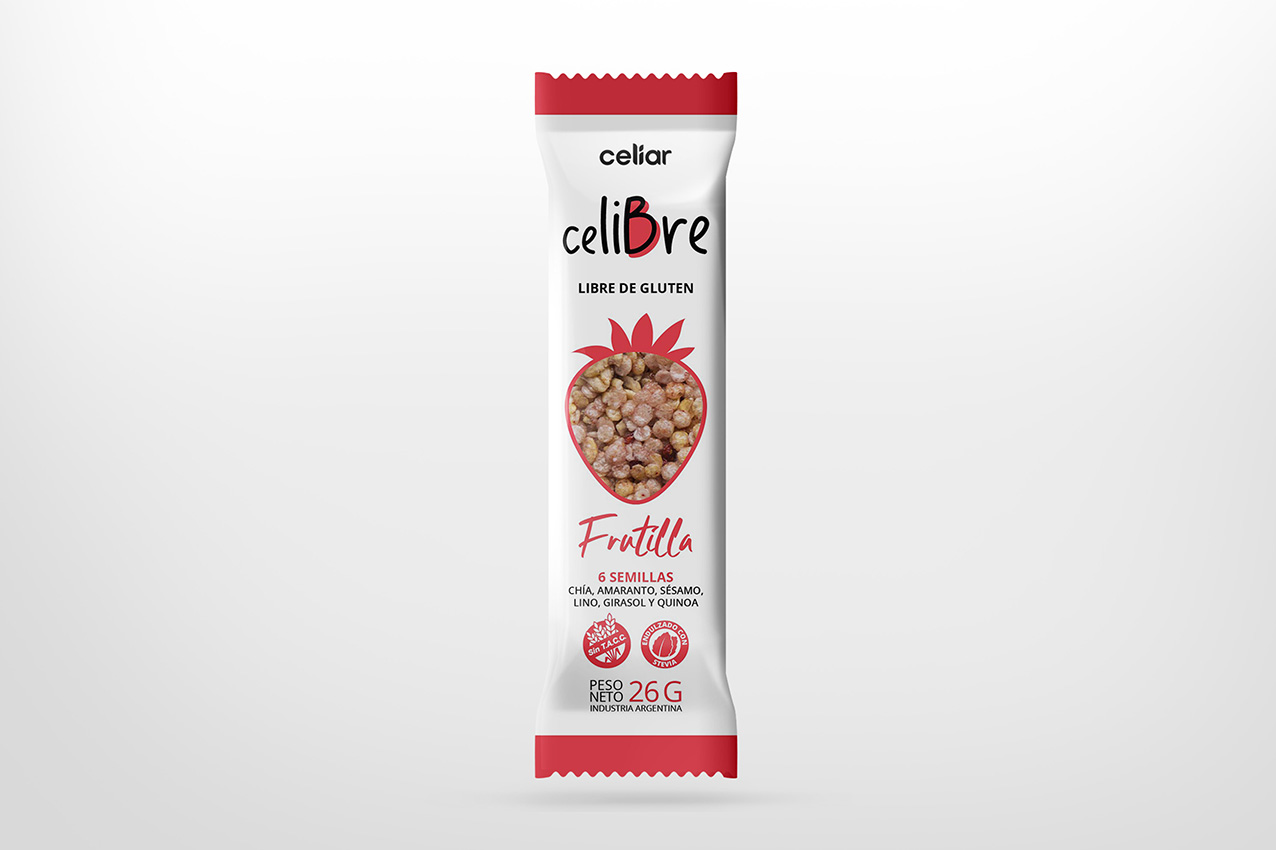 celiar
celiBre
LIBRE DE GLUTEN
Frutilla
6 SEMILLAS
CHÍA, AMARANTO, SÉSAMO,
LINO, GIRASOL Y QUINOA
Sin T.A.C.C.
ENDULZADO CON
STEVIA
PESO
NETO
26 G
INDUSTRIA ARGENTINA